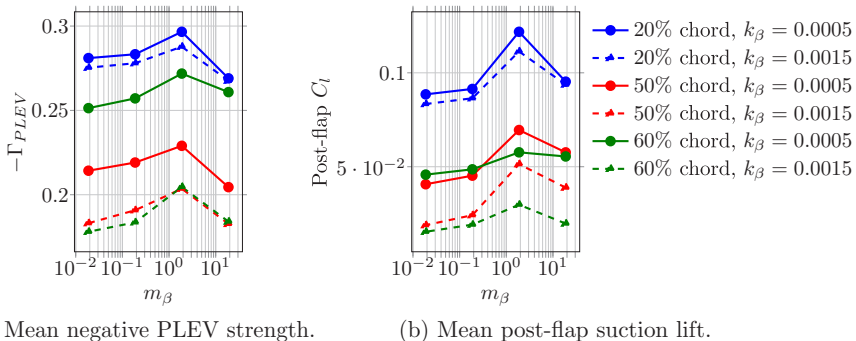 0.3
0.25
0.2
−Γ_PLEV
10^−2 10^−1 10^0 10^1
m_β
Mean negative PLEV strength.
0.1
5 · 10^−2
Post-flap C_l
10^−2 10^−1 10^0 10^1
m_β
(b) Mean post-flap suction lift.
20% chord, k_β = 0.0005
20% chord, k_β = 0.0015
50% chord, k_β = 0.0005
50% chord, k_β = 0.0015
60% chord, k_β = 0.0005
60% chord, k_β = 0.0015